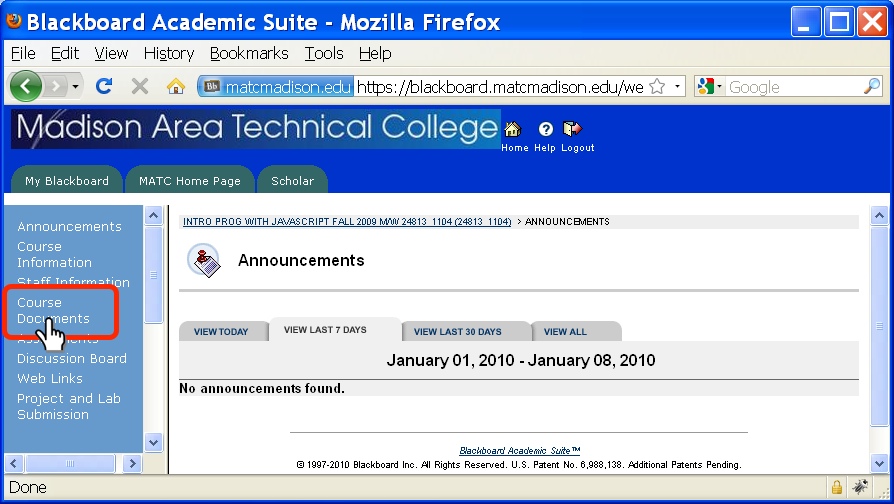 Blackboard Academic Suite - Mozilla Firefox
File Edit View History Bookmarks Tools Help
Bb matcmadison.edu https://blackboard.matcmadison.edu/we Google
Madison Area Technical College
Home Help Logout
My Blackboard MATC Home Page Scholar
INTRO PROG WITH JAVASCRIPT FALL 2009 M/W 24813_1104 (24813_1104) > ANNOUNCEMENTS
Announcements
Course
Information
Staff Information
Course
Documents
Assignments
Discussion Board
Web Links
Project and Lab
Submission
Announcements
VIEW TODAY VIEW LAST 7 DAYS VIEW LAST 30 DAYS VIEW ALL
January 01, 2010 - January 08, 2010
No announcements found.
Blackboard Academic Suite™
© 1997-2010 Blackboard Inc. All Rights Reserved. U.S. Patent No. 6,988,138. Additional Patents Pending.
Done